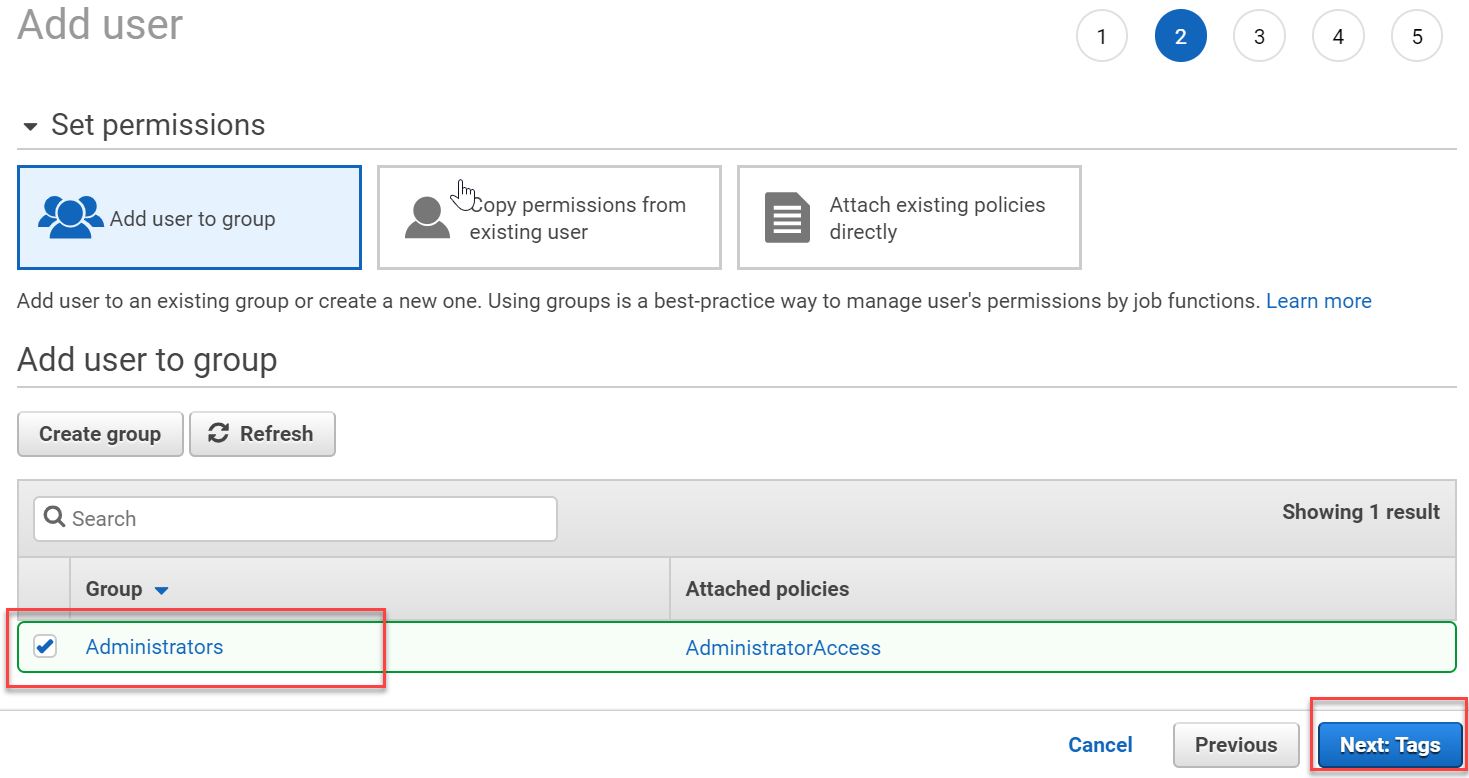 Add user
1 2 3 4 5
Set permissions
Add user to group
Copy permissions from
existing user
Attach existing policies
directly
Add user to an existing group or create a new one. Using groups is a best-practice way to manage user's permissions by job functions. Learn more
Add user to group
Create group Refresh
Search Showing 1 result
Group Attached policies
Administrators AdministratorAccess
Cancel Previous Next: Tags